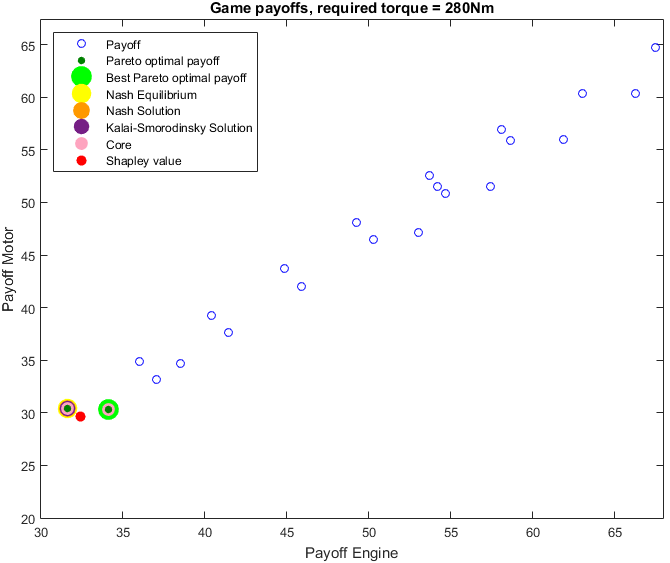 Game payoffs, required torque = 280Nm
Payoff
Pareto optimal payoff
Best Pareto optimal payoff
Nash Equilibrium
Nash Solution
Kalai-Smorodinsky Solution
Core
Shapley value
65
60
55
50
45
40
35
30
25
20
30 35 40 45 50 55 60 65
Payoff Motor
Payoff Engine